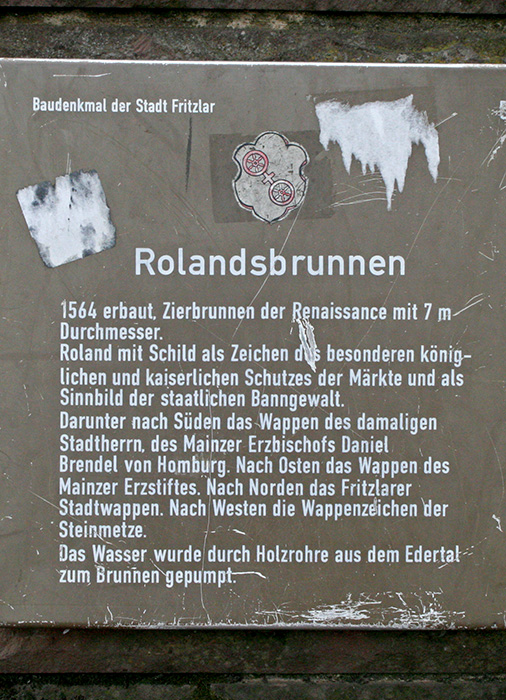 Baudenkmal der Stadt Fritzlar
Rolandsbrunnen
1564 erbaut, Zierbrunnen der Renaissance mit 7 m
Durchmesser.
Roland mit Schild als Zeichen des besonderen könig-
lichen und kaiserlichen Schutzes der Märkte und als
Sinnbild der staatlichen Banngewalt.
Darunter nach Süden das Wappen des damaligen
Stadtherrn, des Mainzer Erzbischofs Daniel
Brendel von Homburg. Nach Osten das Wappen des
Mainzer Erzstiftes. Nach Norden das Fritzlarer
Stadtwappen. Nach Westen die Wappenzeichen der
Steinmetze.
Das Wasser wurde durch Holzrohre aus dem Edertal
zum Brunnen gepumpt.